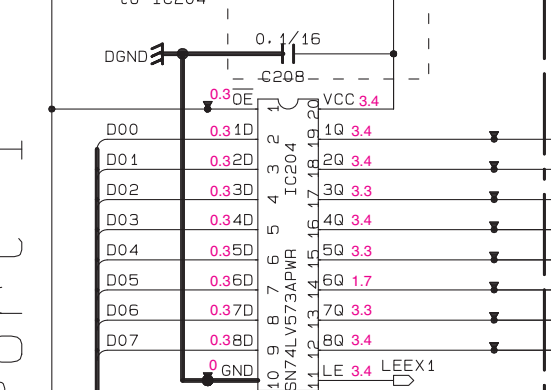 to IC204
0.1/16
DGND
C208
0.3 OE VCC 3.4
1 20
D00 0.3 1D 1Q 3.4
2 19
D01 0.3 2D 2Q 3.4
3 18
D02 0.3 3D 3Q 3.3
4 17
D03 0.3 4D 4Q 3.4
5 16
D04 0.3 5D 5Q 3.3
6 15
D05 0.3 6D 6Q 1.7
7 14
D06 0.3 7D 7Q 3.3
8 13
D07 0.3 8D 8Q 3.4
9 12
0 GND LE 3.4 LEEX1
10 11
IC204
SN74LV573APWR